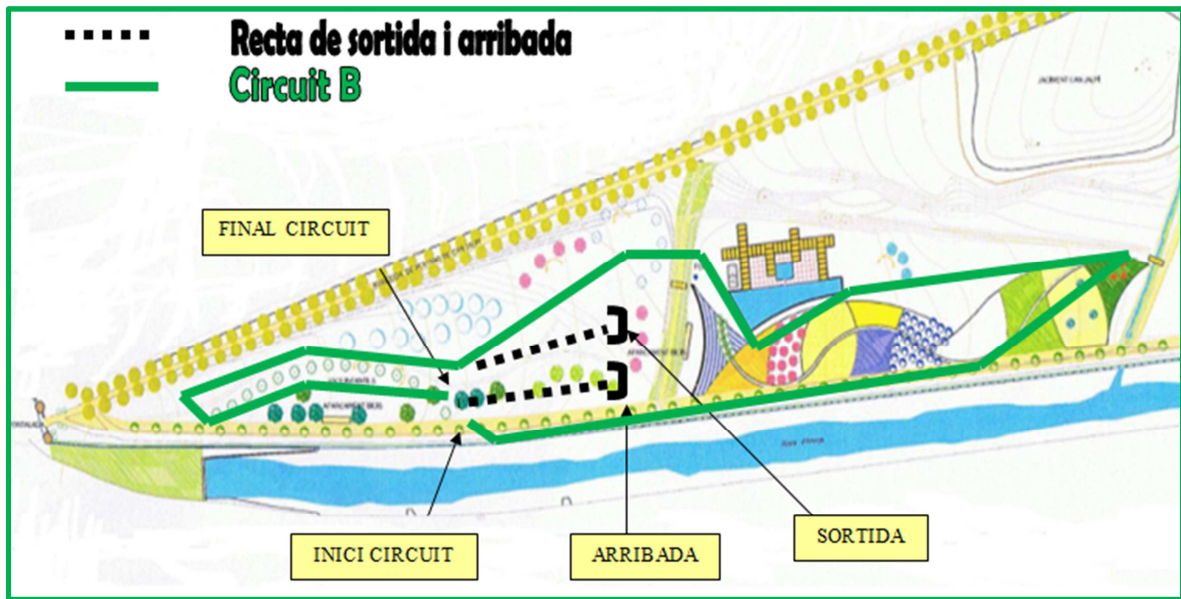 Recta de sortida i arribada
Circuit B
FINAL CIRCUIT
INICI CIRCUIT
ARRIBADA
SORTIDA